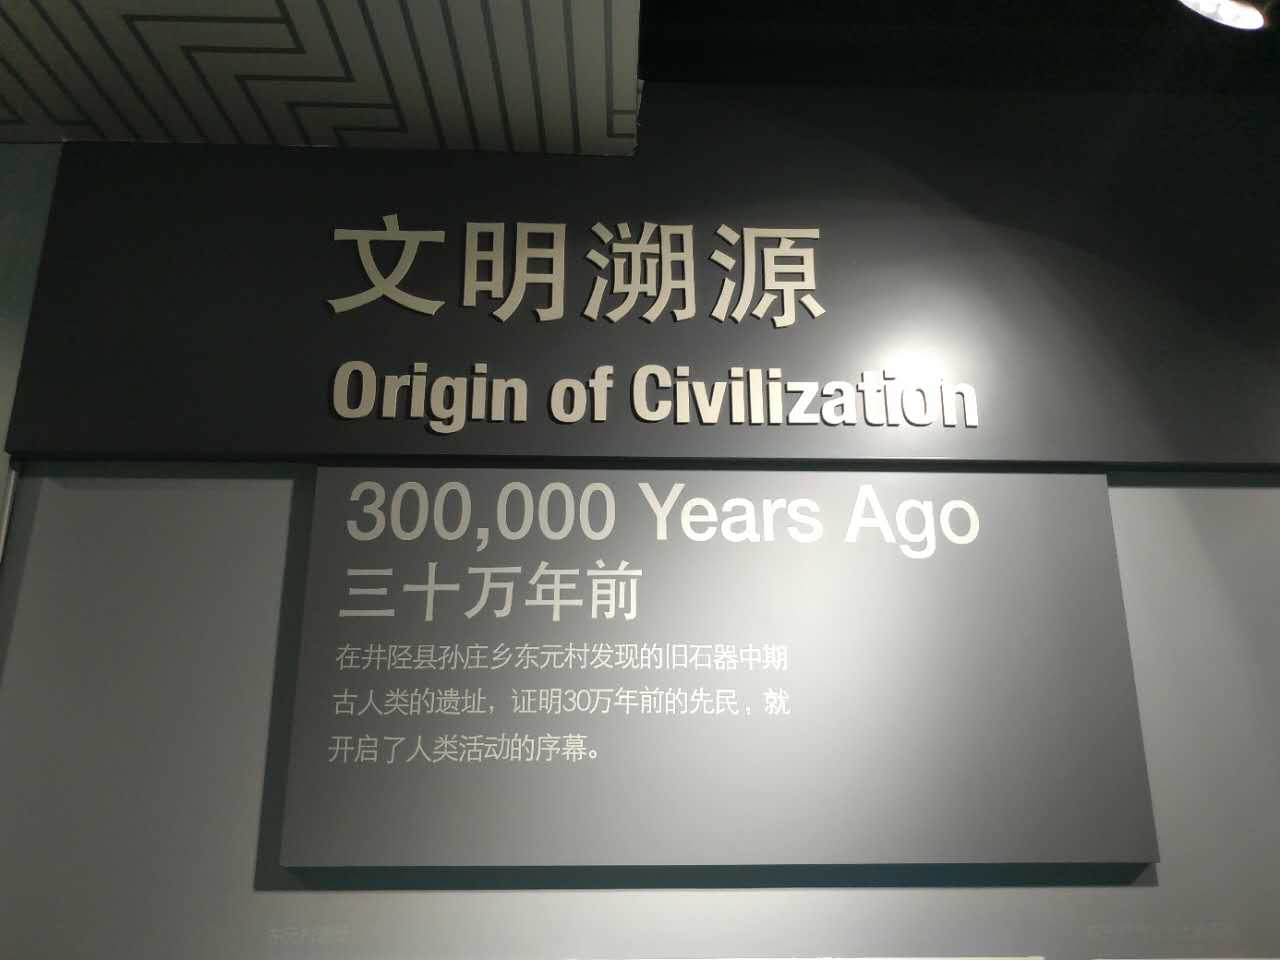 文明溯源
Origin of Civilization
300,000 Years Ago
三十万年前
在井陉县孙庄乡东元村发现的旧石器中期
古人类的遗址，证明30万年前的先民，就
开启了人类活动的序幕。